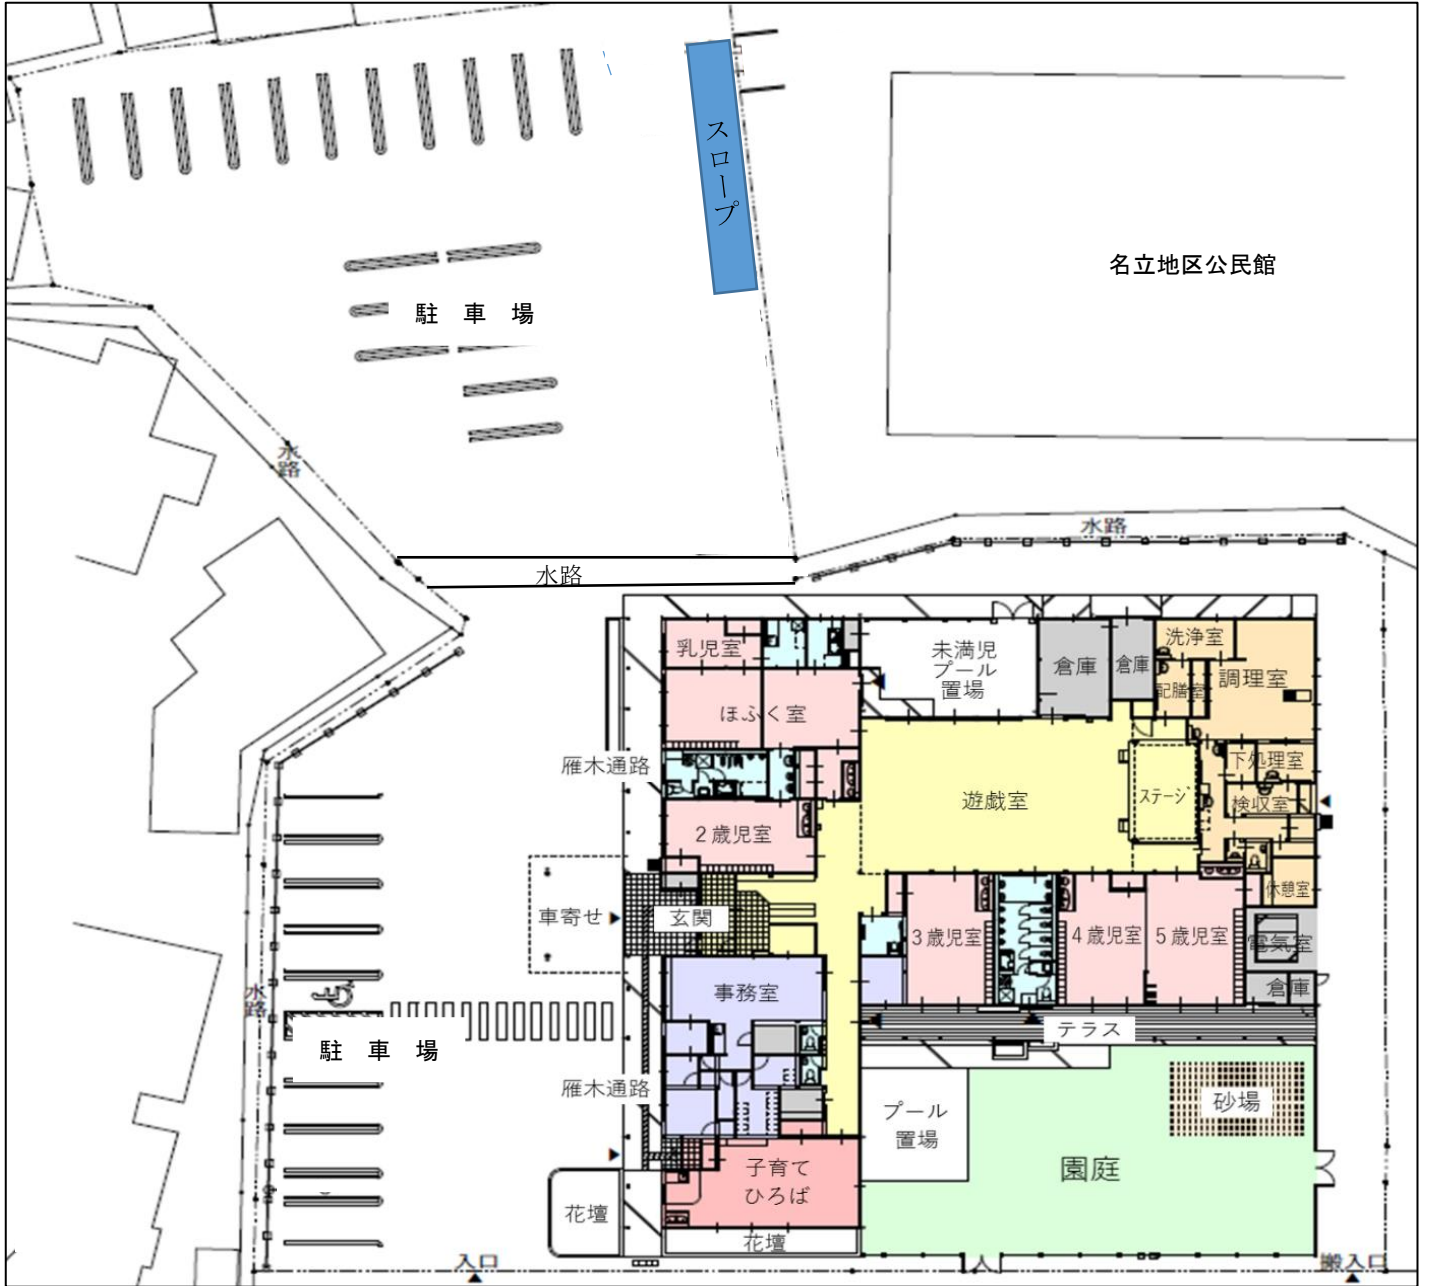 スロープ
名立地区公民館
駐 車 場
水路
水路
水路
乳児室
未満児
プール
置場
倉庫
倉庫
洗浄室
配膳室
調理室
ほふく室
雁木通路
遊戯室
ステージ
下処理室
検収室
2歳児室
休憩室
車寄せ
玄関
3歳児室
4歳児室
5歳児室
電気室
倉庫
事務室
水路
駐 車 場
テラス
雁木通路
プール
置場
砂場
園庭
子育て
ひろば
花壇
花壇
入口
搬入口